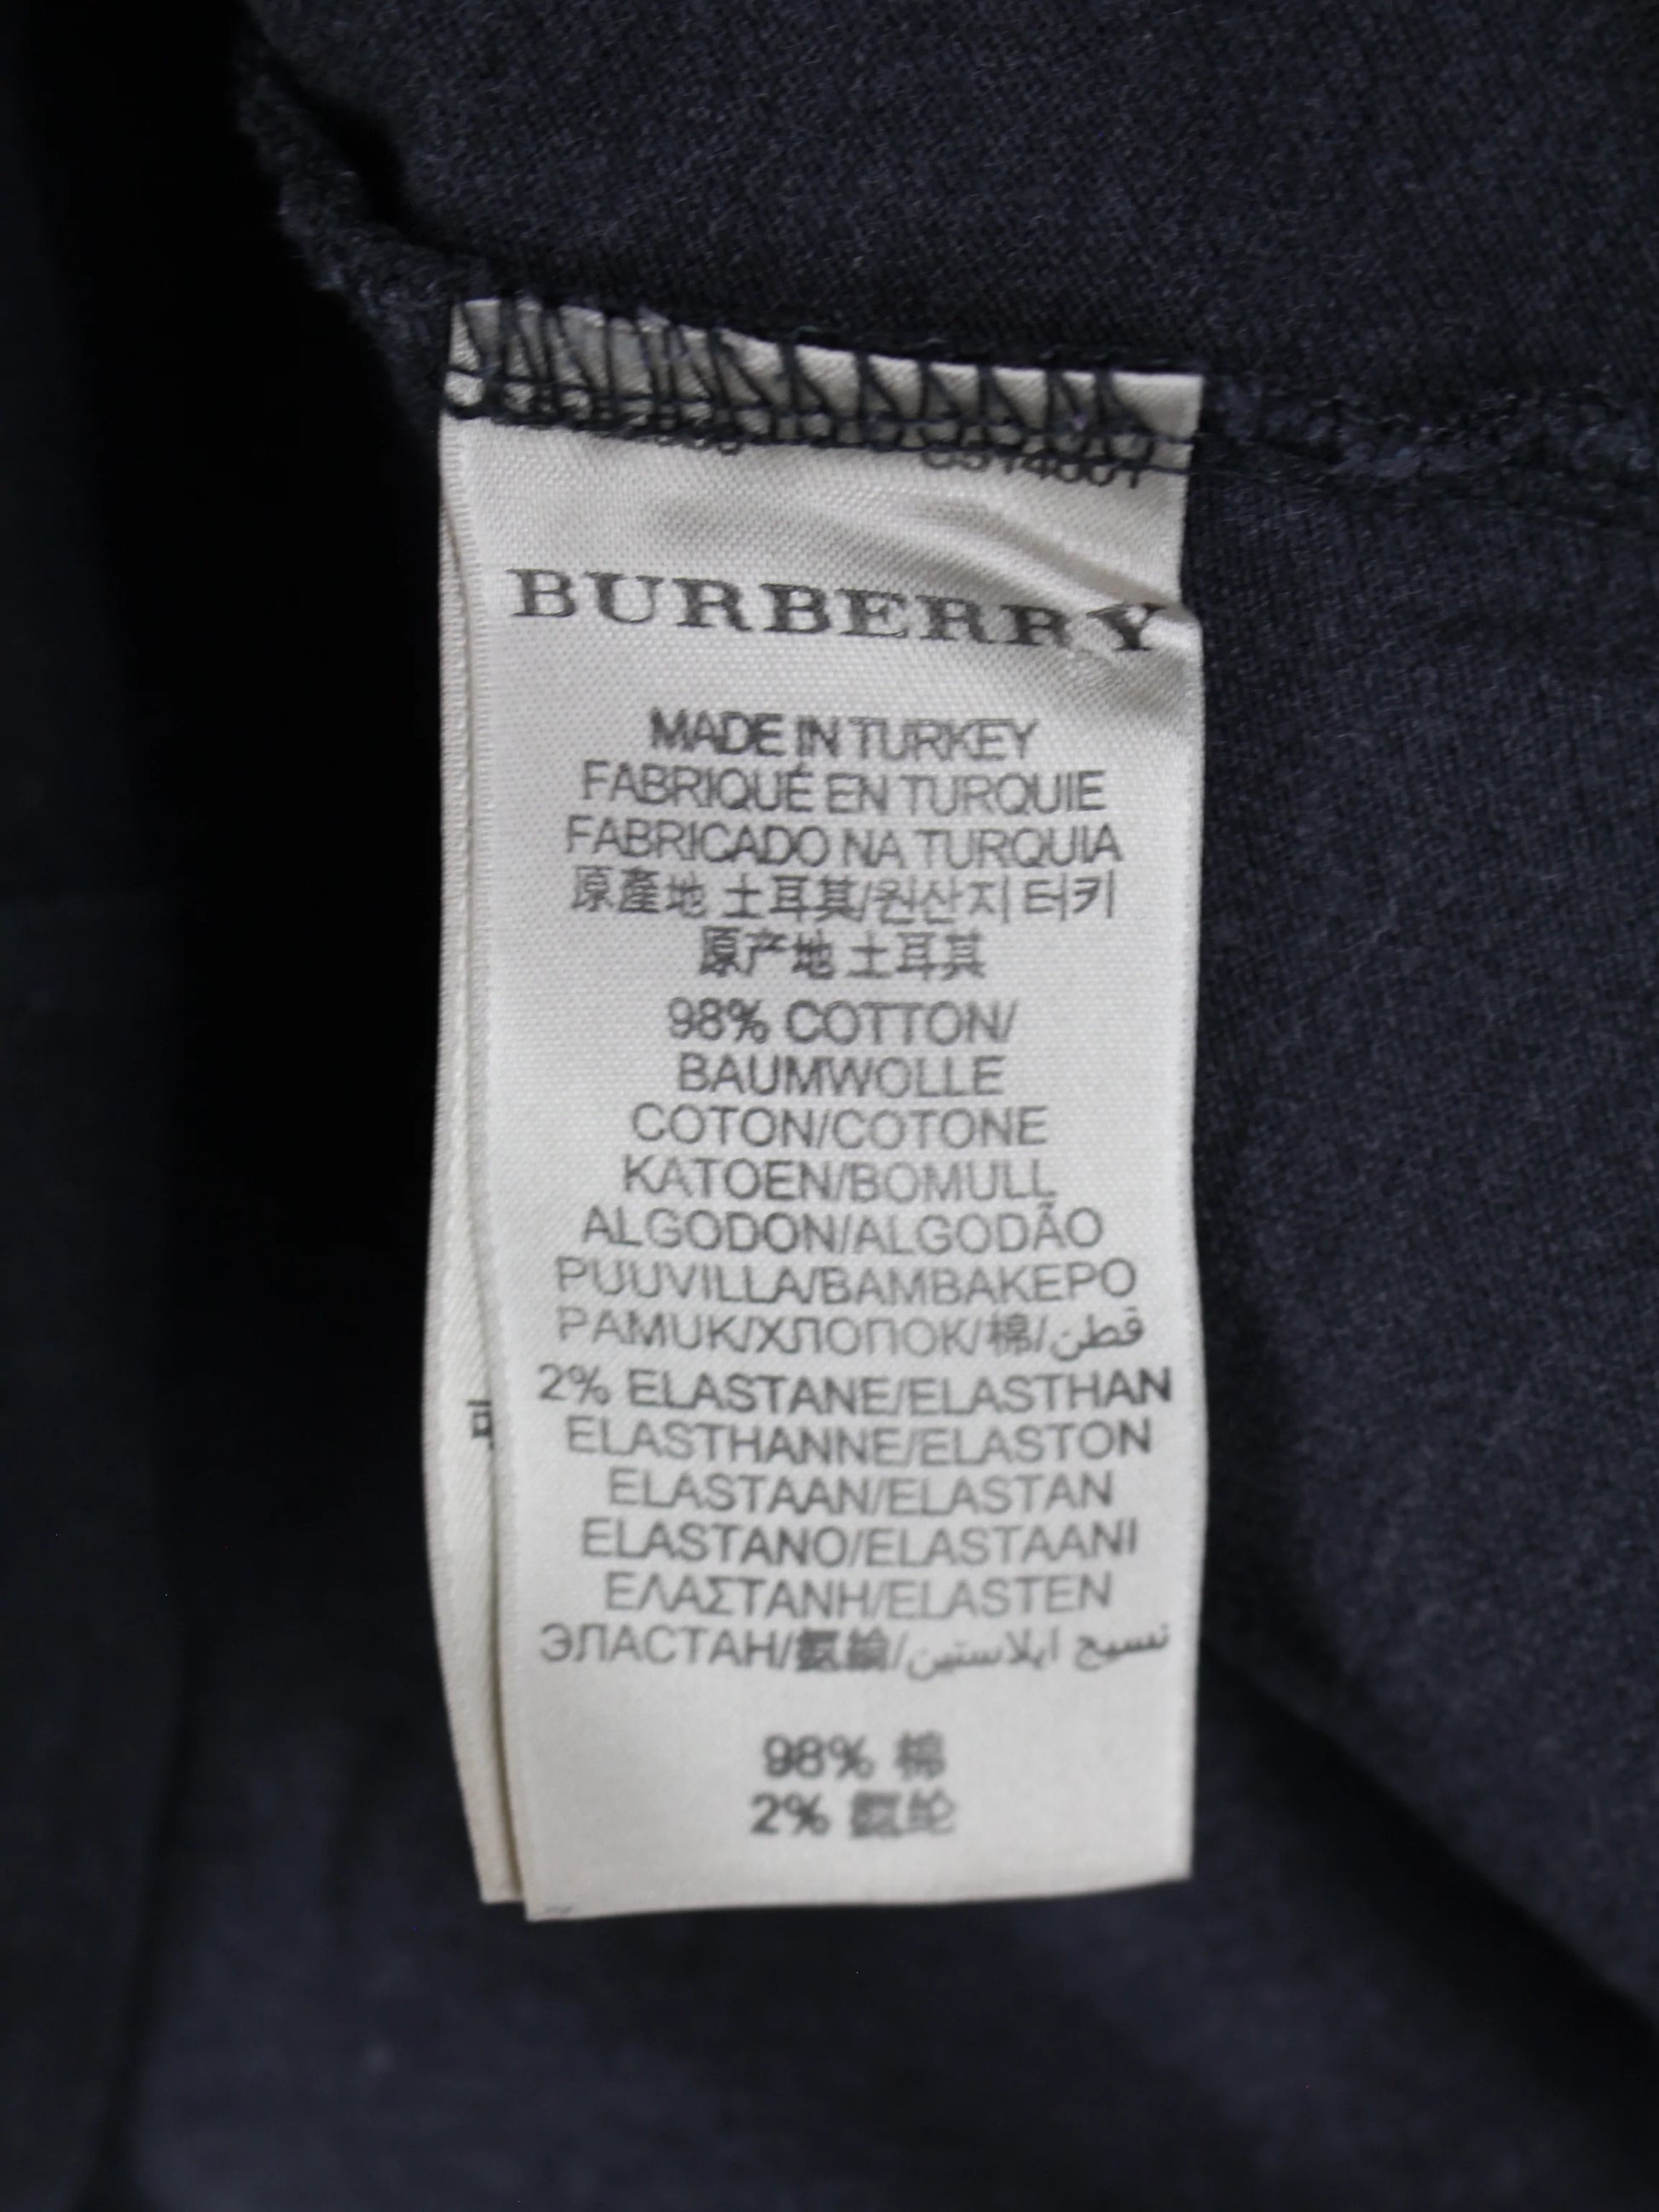 BURBERRY
MADE IN TURKEY
FABRIQUÉ EN TURQUIE
FABRICADO NA TURQUIA
原產地 土耳其/원산지 터키
原产地 土耳其
98% COTTON/
BAUMWOLLE
COTON/COTONE
KATOEN/BOMULL
ALGODON/ALGODÃO
PUUVILLA/ΒΑΜΒΑΚΕΡΟ
PAMUK/ХЛОПОК/棉/قطن
2% ELASTANE/ELASTHAN
ELASTHANNE/ELASTON
ELASTAAN/ELASTAN
ELASTANO/ELASTAANI
ΕΛΑΣΤΑΝΗ/ELASTEN
ЭЛАСТАН/氨綸/نسيج ايلاستين
98% 棉
2% 氨纶